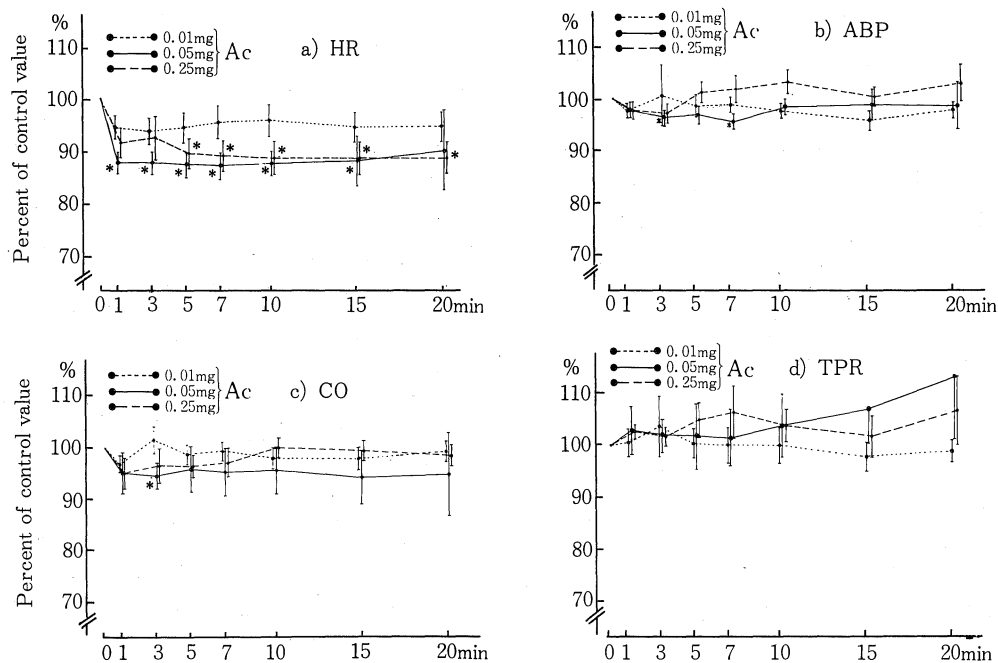 %
0.01mg
0.05mg Ac
0.25mg
a) HR
Percent of control value
110
100
90
80
70
0 1 3 5 7 10 15 20min
* * * * * * * * * * *
%
0.01mg
0.05mg Ac
0.25mg
b) ABP
110
100
90
80
70
0 1 3 5 7 10 15 20min
* *
%
0.01mg
0.05mg Ac
0.25mg
c) CO
Percent of control value
110
100
90
80
70
0 1 3 5 7 10 15 20min
*
%
0.01mg
0.05mg Ac
0.25mg
d) TPR
110
100
90
80
70
0 1 3 5 7 10 15 20min